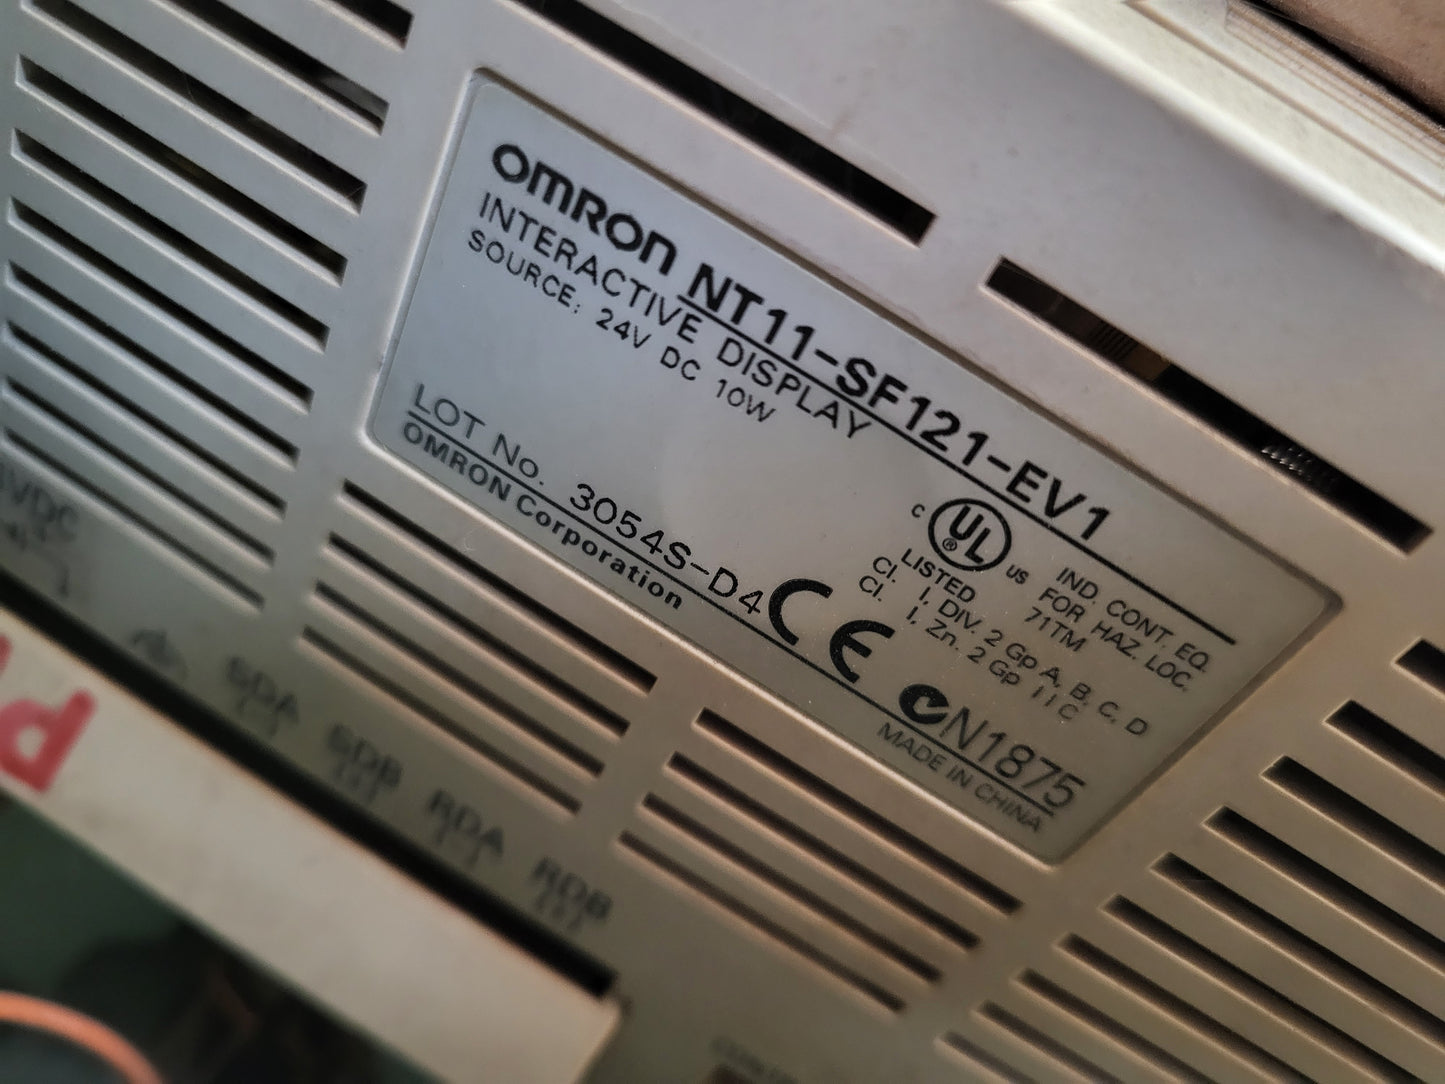 OMRON NT11-SF121-EV1
INTERACTIVE DISPLAY
SOURCE: 24V DC 10W
C UL® US
LISTED
IND. CONT. EQ.
FOR HAZ. LOC.
71TM
Cl. I, DIV. 2 Gp A, B, C, D
Cl. I, Zn. 2 Gp IIC
LOT No. 3054S-D4
CE
N1875
OMRON Corporation
MADE IN CHINA
VDC
SDA
SDB
RDA
RDB
P